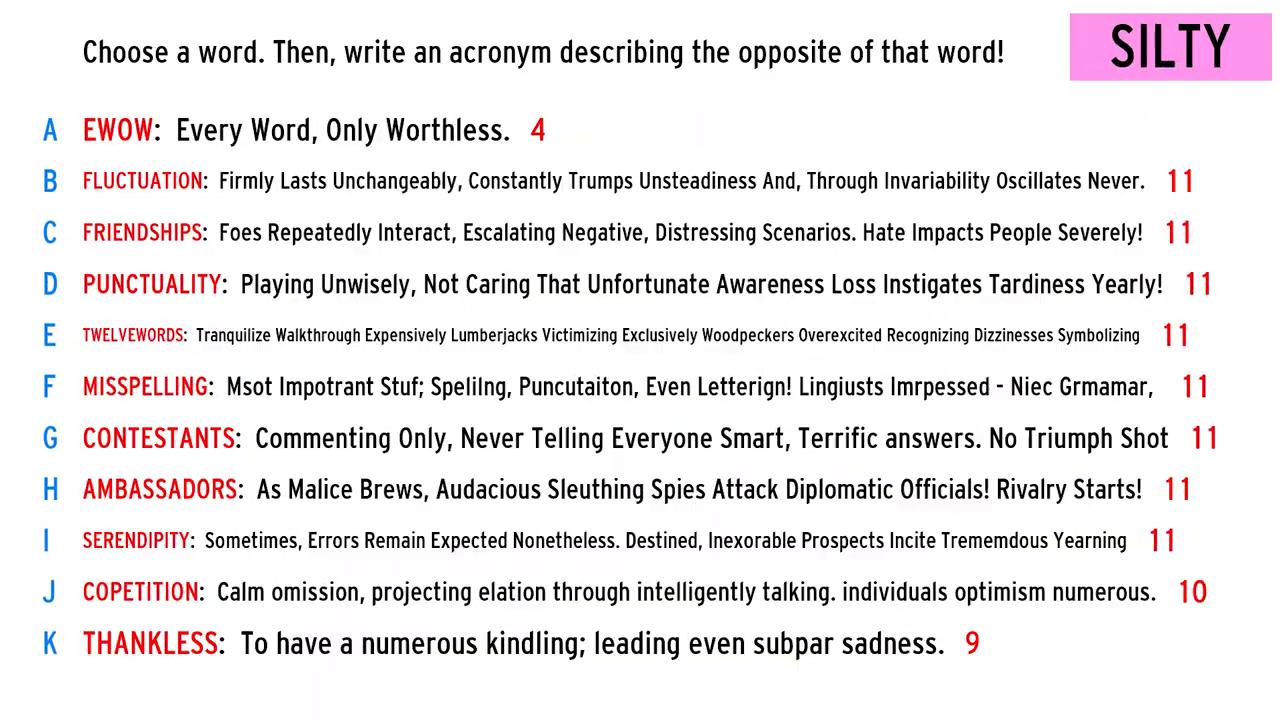 Choose a word. Then, write an acronym describing the opposite of that word!
SILTY
A EWOW: Every Word, Only Worthless. 4
B FLUCTUATION: Firmly Lasts Unchangeably, Constantly Trumps Unsteadiness And, Through Invariability Oscillates Never. 11
C FRIENDSHIPS: Foes Repeatedly Interact, Escalating Negative, Distressing Scenarios. Hate Impacts People Severely! 11
D PUNCTUALITY: Playing Unwisely, Not Caring That Unfortunate Awareness Loss Instigates Tardiness Yearly! 11
E TWELVEWORDS: Tranquilize Walkthrough Expensively Lumberjacks Victimizing Exclusively Woodpeckers Overexcited Recognizing Dizzinesses Symbolizing 11
F MISSPELLING: Msot Impotrant Stuf; Spelilng, Puncutaiton, Even Letterign! Lingiusts Imrpessed - Niec Grmamar, 11
G CONTESTANTS: Commenting Only, Never Telling Everyone Smart, Terrific answers. No Triumph Shot 11
H AMBASSADORS: As Malice Brews, Audacious Sleuthing Spies Attack Diplomatic Officials! Rivalry Starts! 11
I SERENDIPITY: Sometimes, Errors Remain Expected Nonetheless. Destined, Inexorable Prospects Incite Trememdous Yearning 11
J COPETITION: Calm omission, projecting elation through intelligently talking. individuals optimism numerous. 10
K THANKLESS: To have a numerous kindling; leading even subpar sadness. 9